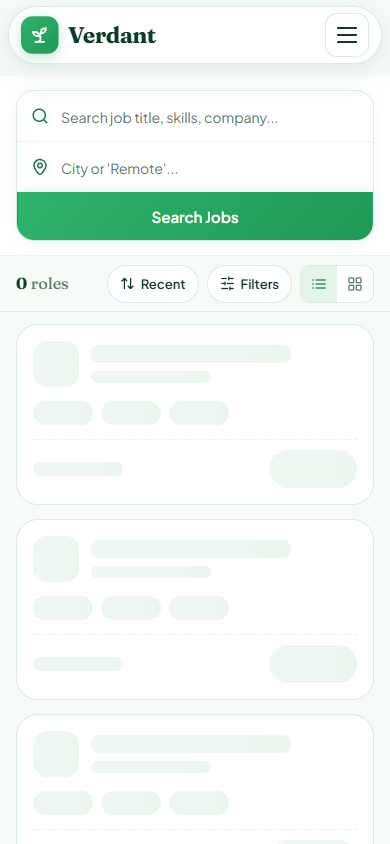 Verdant
Search job title, skills, company...
City or 'Remote'...
Search Jobs
0 roles
Recent
Filters